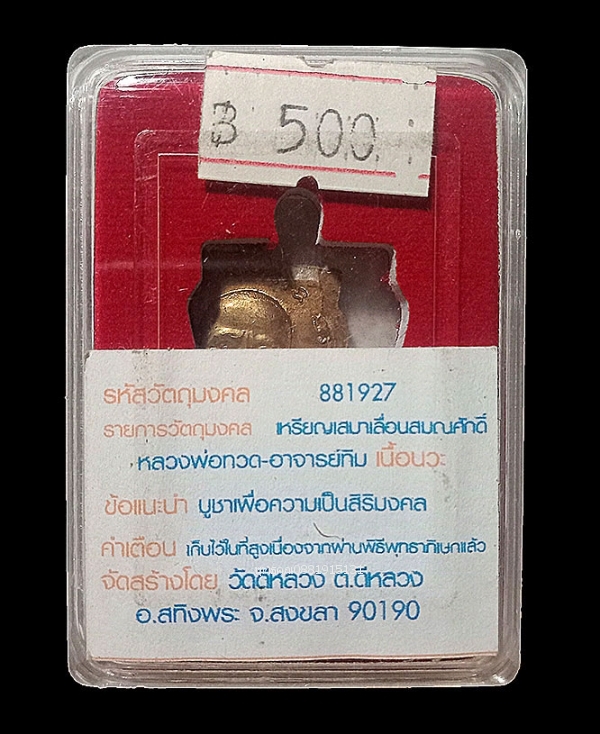 ฿ 500
รหัสวัตถุมงคล 881927
รายการวัตถุมงคล เหรียญเสมาเลื่อนสมณศักดิ์
หลวงพ่อทวด-อาจารย์ทิม เนื้อนวะ
ข้อแนะนำ บูชาเพื่อความเป็นสิริมงคล
คำเตือน เก็บไว้ในที่สูงเนื่องจากผ่านพิธีพุทธาภิเษกแล้ว
จัดสร้างโดย วัดดีหลวง ต.ดีหลวง
อ.สทิงพระ จ.สงขลา 90190